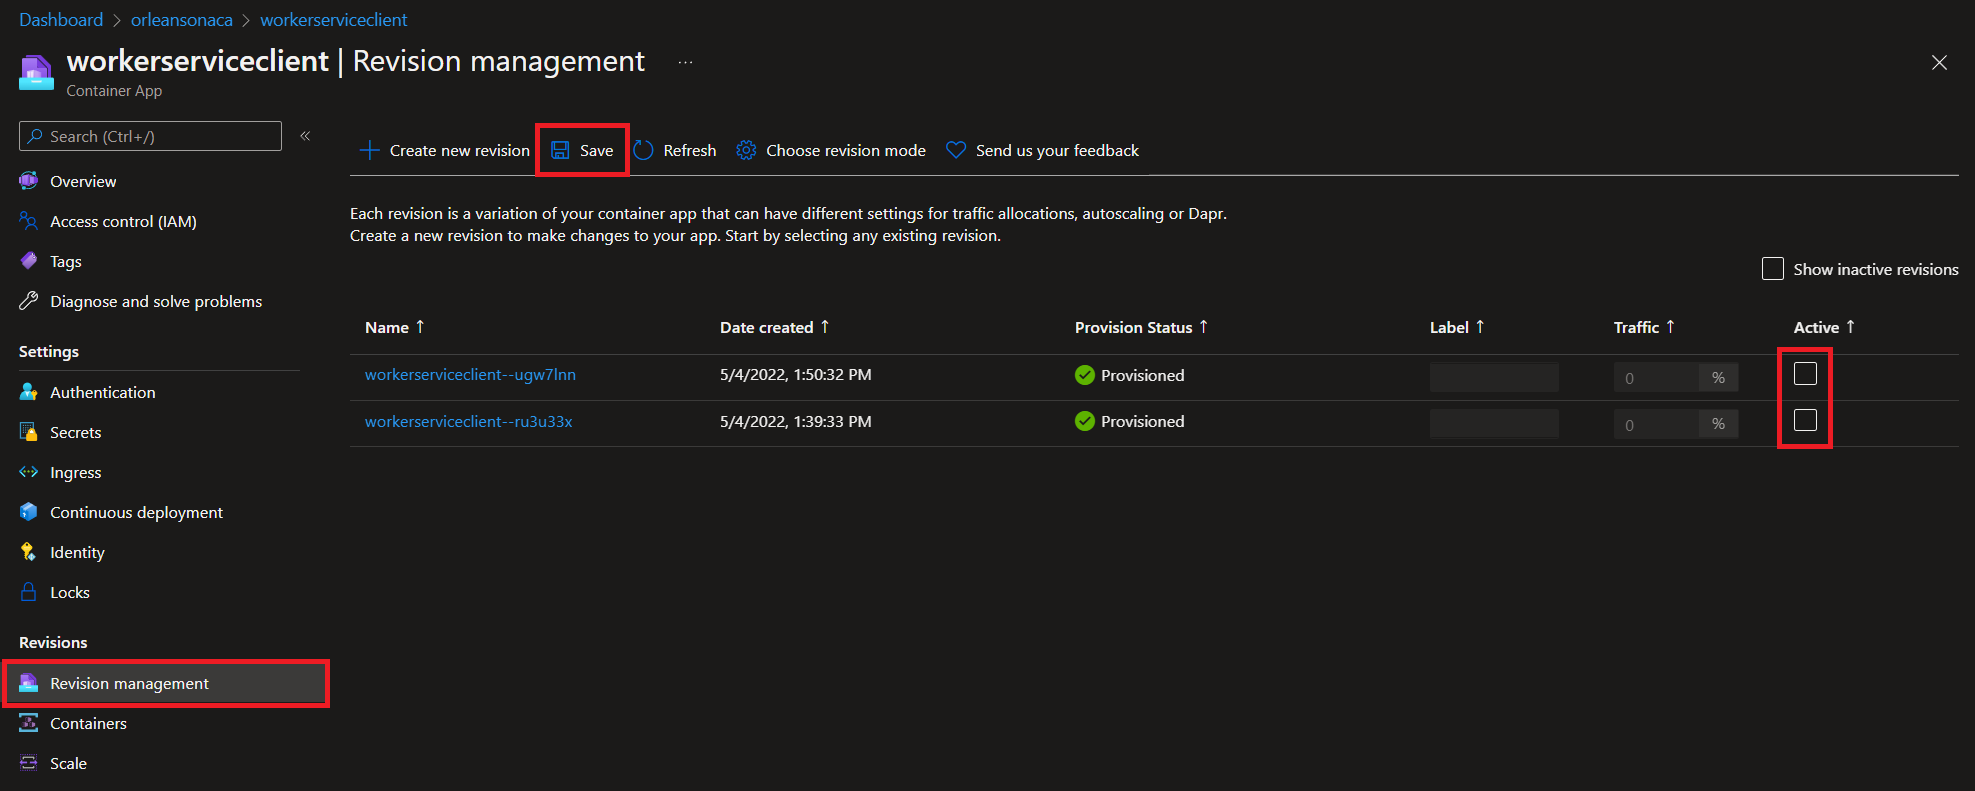 Dashboard > orleansonaca > workerserviceclient
workerserviceclient | Revision management ...
Container App
Search (Ctrl+/) «
Create new revision Save Refresh Choose revision mode Send us your feedback
Overview
Access control (IAM)
Tags
Diagnose and solve problems
Settings
Authentication
Secrets
Ingress
Continuous deployment
Identity
Locks
Revisions
Revision management
Containers
Scale
Each revision is a variation of your container app that can have different settings for traffic allocations, autoscaling or Dapr.
Create a new revision to make changes to your app. Start by selecting any existing revision.
Show inactive revisions
Name ↑ Date created ↑ Provision Status ↑ Label ↑ Traffic ↑ Active ↑
workerserviceclient--ugw7lnn 5/4/2022, 1:50:32 PM Provisioned 0 %
workerserviceclient--ru3u33x 5/4/2022, 1:39:33 PM Provisioned 0 %